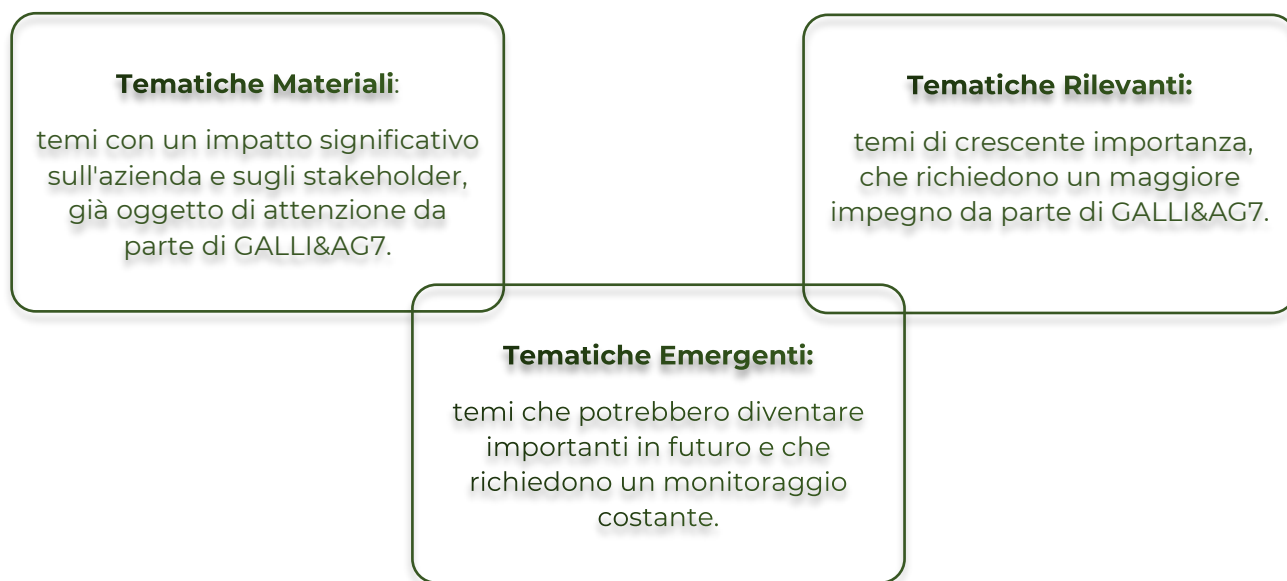 Tematiche Materiali:
temi con un impatto significativo
sull'azienda e sugli stakeholder,
già oggetto di attenzione da
parte di GALLI&AG7.
Tematiche Rilevanti:
temi di crescente importanza,
che richiedono un maggiore
impegno da parte di GALLI&AG7.
Tematiche Emergenti:
temi che potrebbero diventare
importanti in futuro e che
richiedono un monitoraggio
costante.